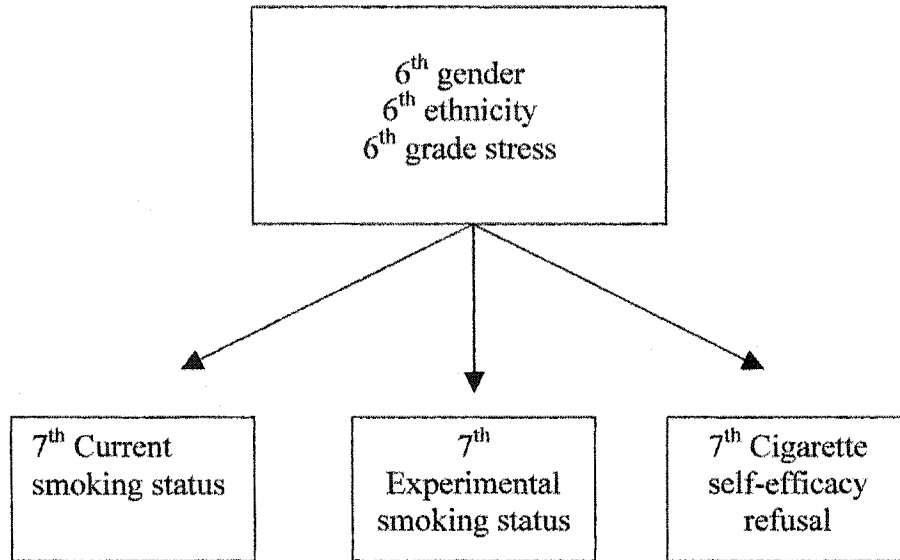 6th gender
6th ethnicity
6th grade stress
7th Current
smoking status
7th
Experimental
smoking status
7th Cigarette
self-efficacy
refusal